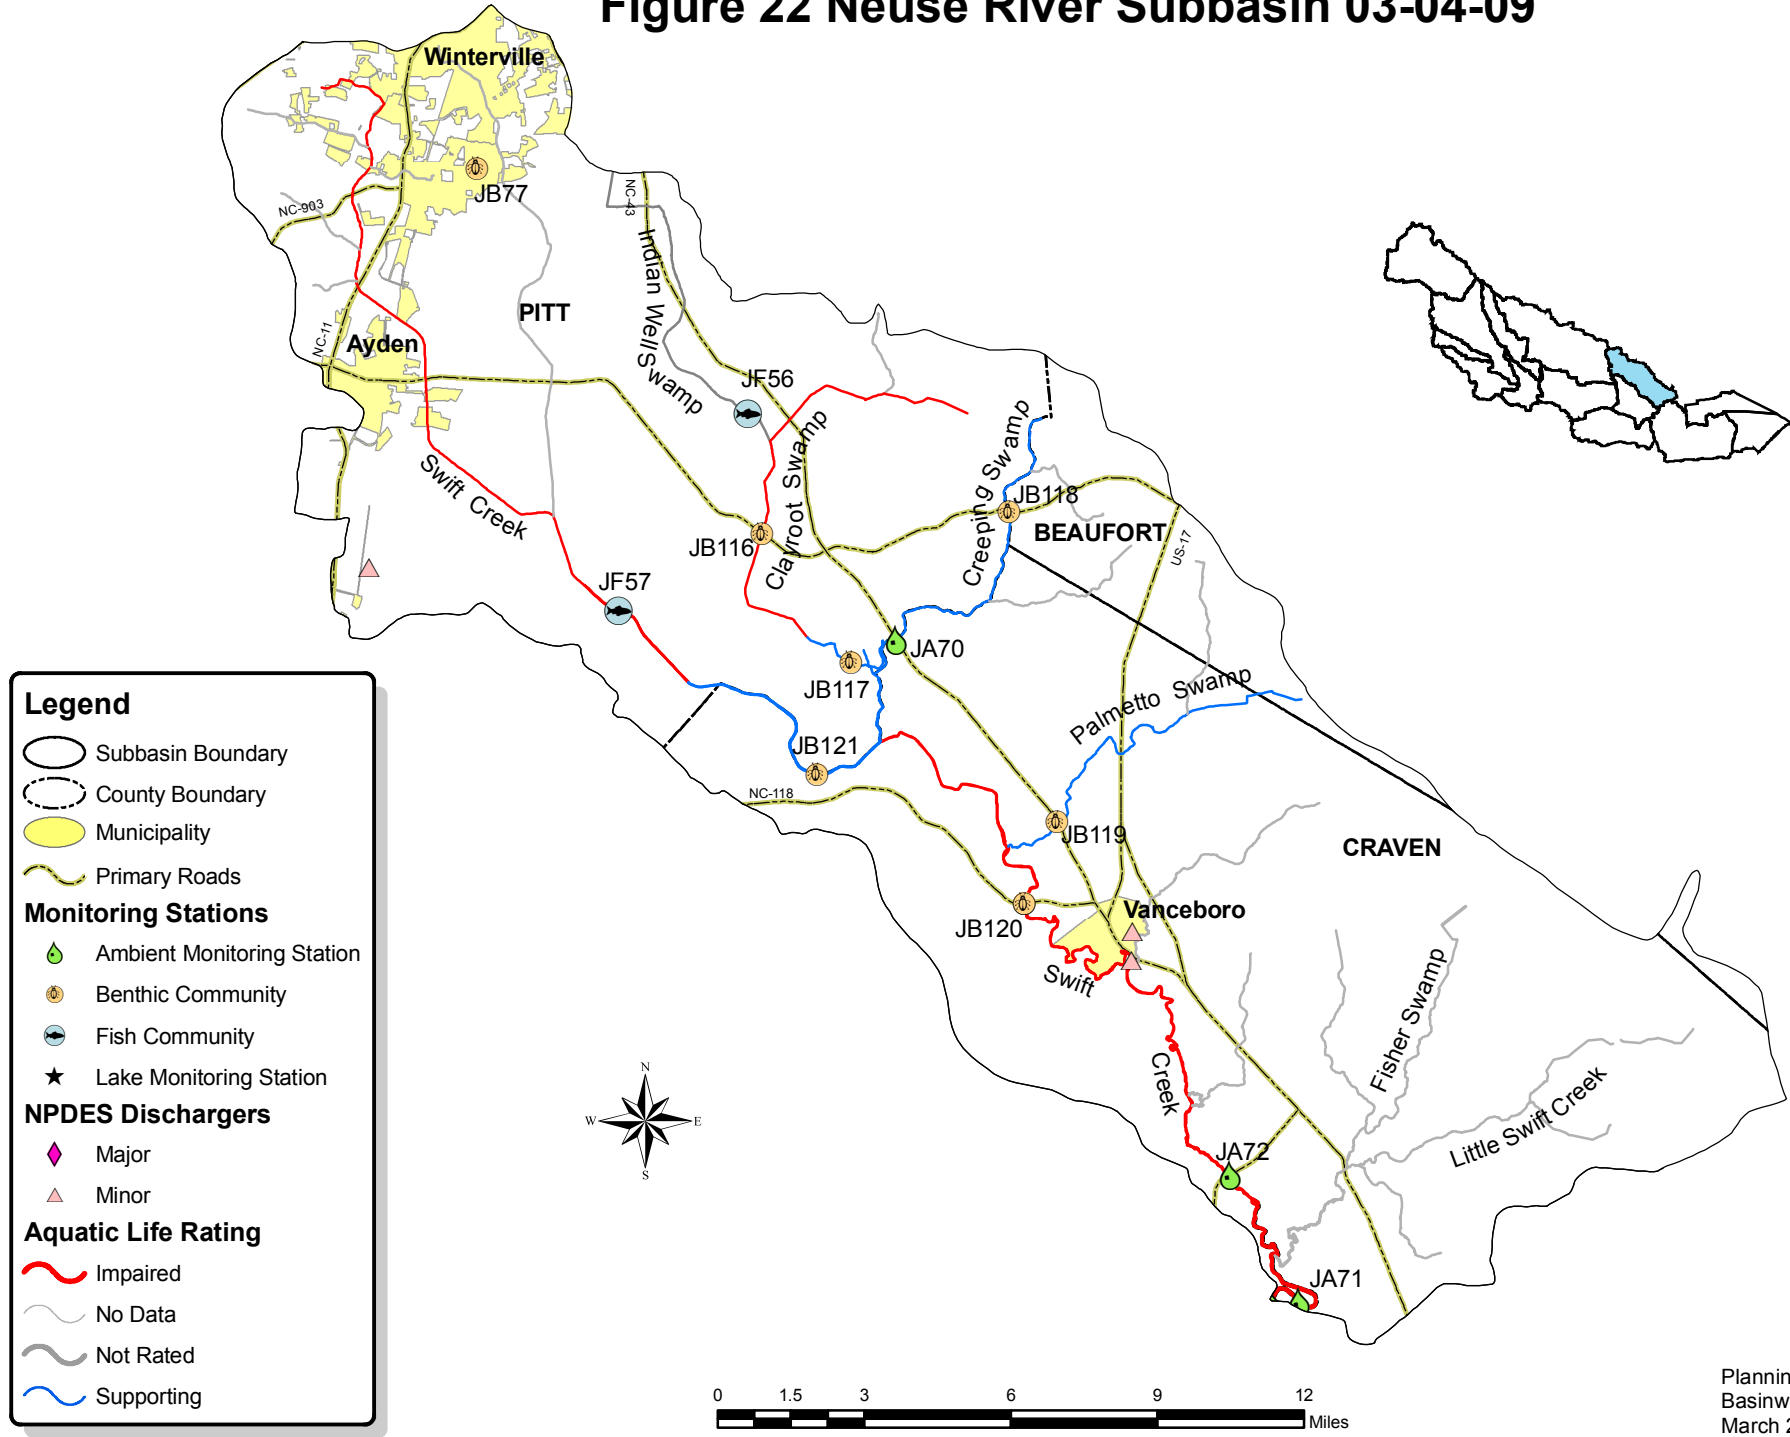 Figure 22 Neuse River Subbasin 03-04-09
Winterville
JB77
NC-903
NC-43
Indian Well Swamp
PITT
NC-11
Ayden
JF56
Swift Creek
Clayroot Swamp
Creeping Swamp
JB118
BEAUFORT
US-17
JB116
JF57
JA70
JB117
Palmetto Swamp
JB121
NC-118
JB119
CRAVEN
Vanceboro
JB120
Swift
Creek
Fisher Swamp
Little Swift Creek
JA72
JA71
Legend
Subbasin Boundary
County Boundary
Municipality
Primary Roads
Monitoring Stations
Ambient Monitoring Station
Benthic Community
Fish Community
Lake Monitoring Station
NPDES Dischargers
Major
Minor
Aquatic Life Rating
Impaired
No Data
Not Rated
Supporting
N
W E
S
0 1.5 3 6 9 12
Miles
Plannin
Basinw
March 2